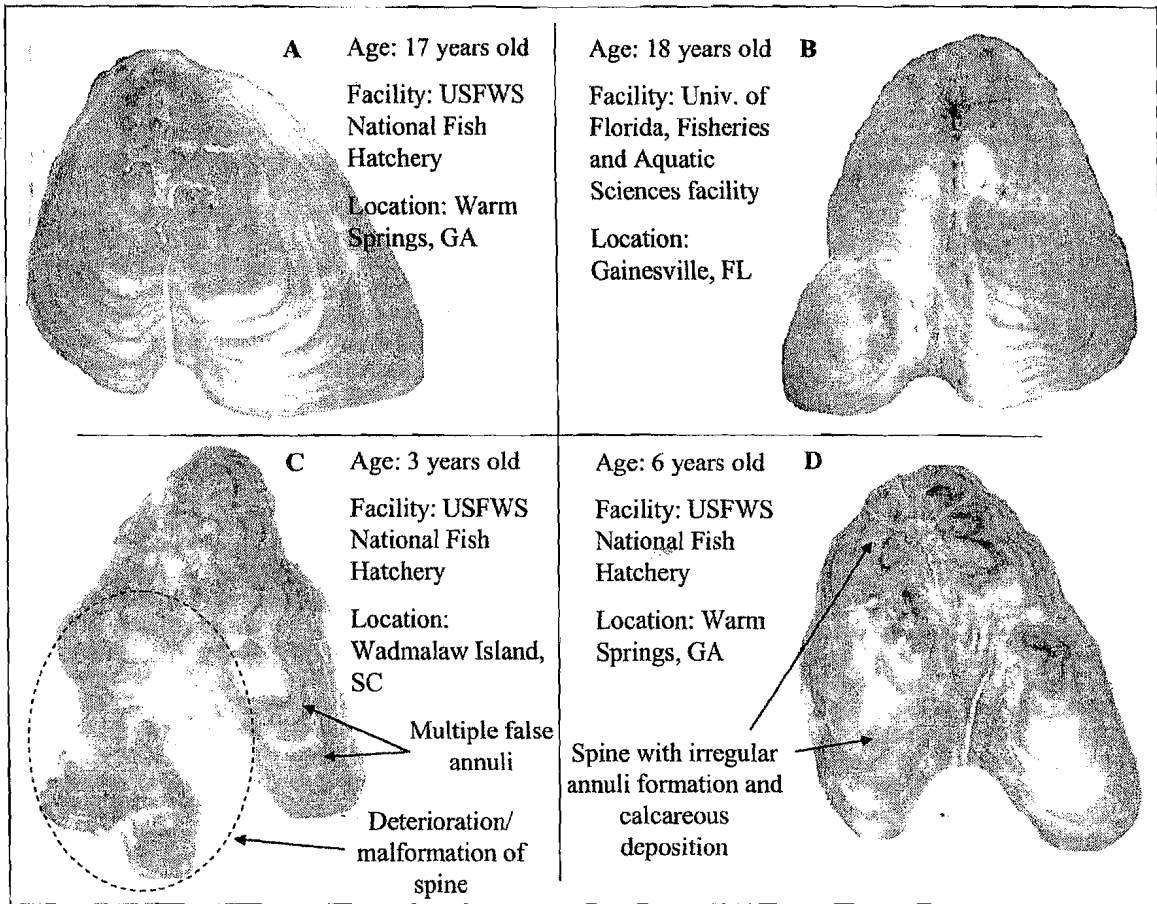 A Age: 17 years old
Facility: USFWS
National Fish
Hatchery
Location: Warm
Springs, GA
Age: 18 years old B
Facility: Univ. of
Florida, Fisheries
and Aquatic
Sciences facility
Location:
Gainesville, FL
C Age: 3 years old
Facility: USFWS
National Fish
Hatchery
Location:
Wadmalaw Island,
SC
Multiple false
annuli
Deterioration/
malformation of
spine
Age: 6 years old D
Facility: USFWS
National Fish
Hatchery
Location: Warm
Springs, GA
Spine with irregular
annuli formation and
calcareous
deposition